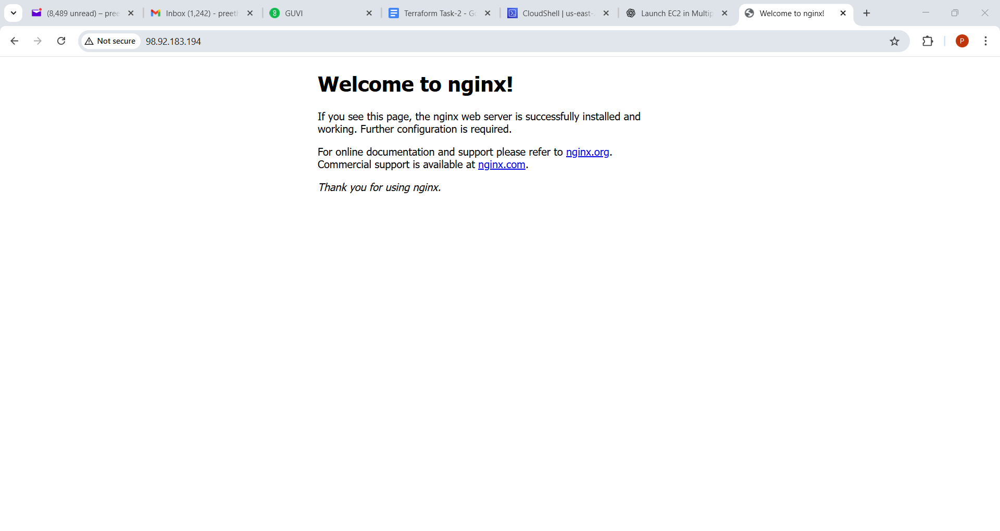 (8,489 unread) – pree
Inbox (1,242) - preeth
GUVI
Terraform Task-2 - Go
CloudShell | us-east-
Launch EC2 in Multip
Welcome to nginx!
Not secure
98.92.183.194
P
Welcome to nginx!
If you see this page, the nginx web server is successfully installed and
working. Further configuration is required.
For online documentation and support please refer to nginx.org.
Commercial support is available at nginx.com.
Thank you for using nginx.